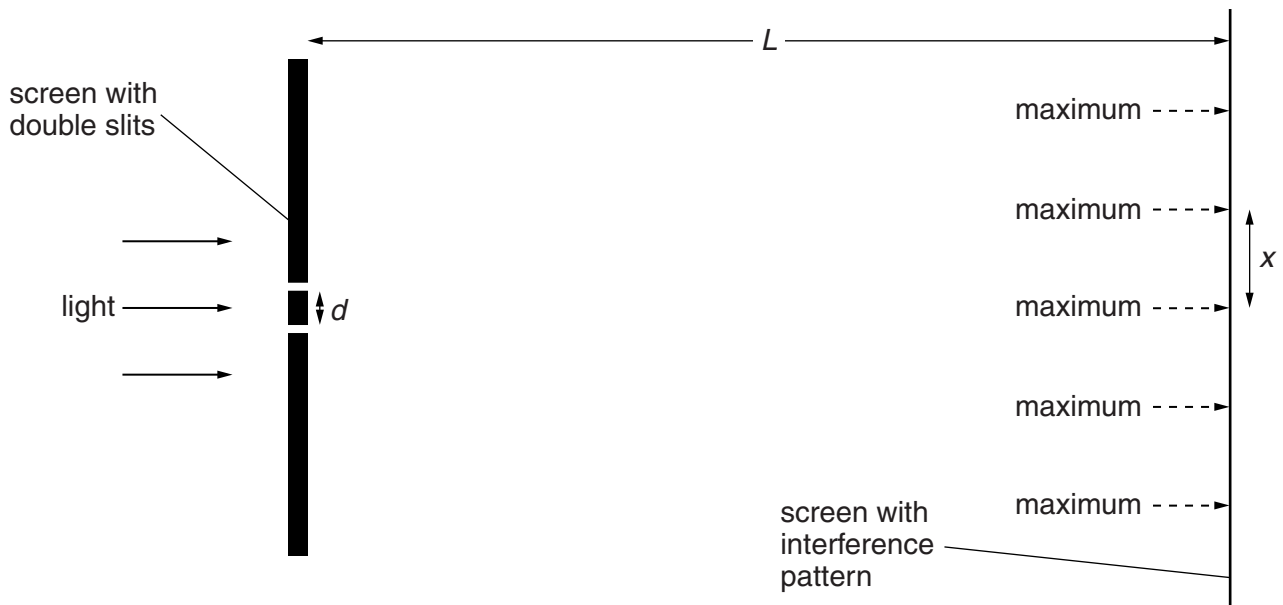 L
screen with
double slits
maximum
maximum
x
light
d
maximum
maximum
maximum
screen with
interference
pattern